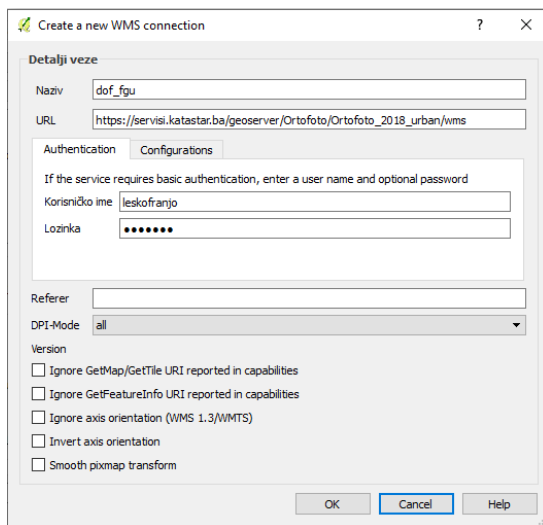 Create a new WMS connection ? X
Detalji veze
Naziv dof_fgu
URL https://servisi.katastar.ba/geoserver/Ortofoto/Ortofoto_2018_urban/wms
Authentication Configurations
If the service requires basic authentication, enter a user name and optional password
Korisničko ime leskofranjo
Lozinka ●●●●●●●
Referer
DPI-Mode all
Version
Ignore GetMap/GetTile URI reported in capabilities
Ignore GetFeatureInfo URI reported in capabilities
Ignore axis orientation (WMS 1.3/WMTS)
Invert axis orientation
Smooth pixmap transform
OK Cancel Help